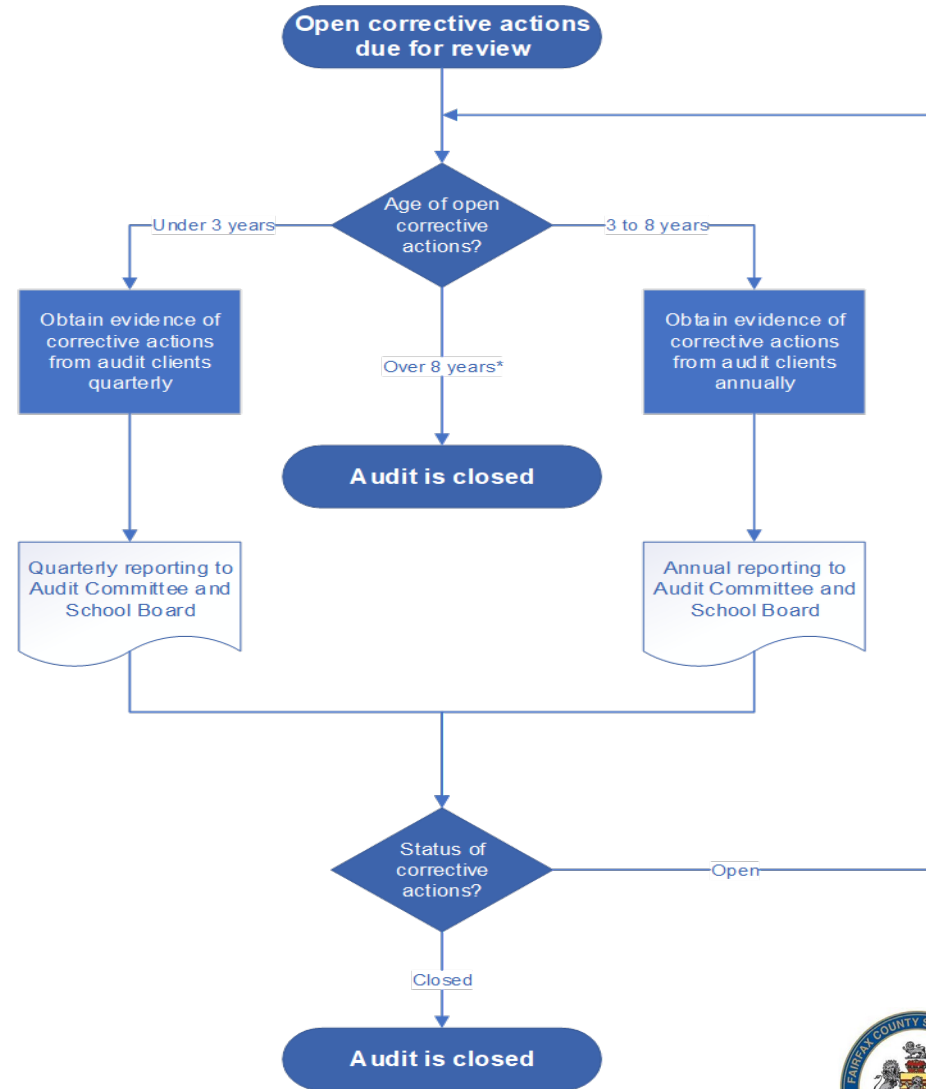 Open corrective actions
due for review
Age of open
corrective
actions?
Under 3 years
3 to 8 years
Obtain evidence of
corrective actions
from audit clients
quarterly
Over 8 years*
Obtain evidence of
corrective actions
from audit clients
annually
Audit is closed
Quarterly reporting to
Audit Committee and
School Board
Annual reporting to
Audit Committee and
School Board
Status of
corrective
actions?
Open
Closed
Audit is closed
FAIRFAX COUNTY